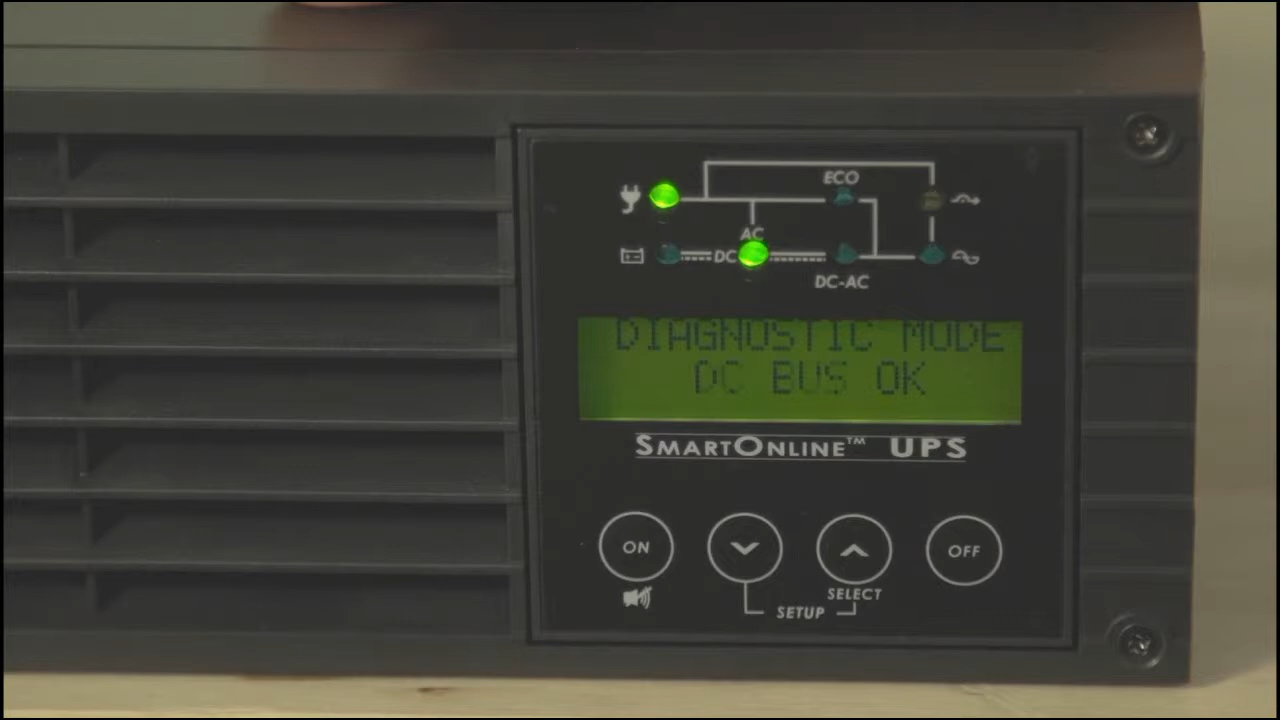 ECO
AC
DC
DC-AC
DIAGNOSTIC MODE
DC BUS OK
SMARTONLINE™ UPS
ON
OFF
SELECT
SETUP